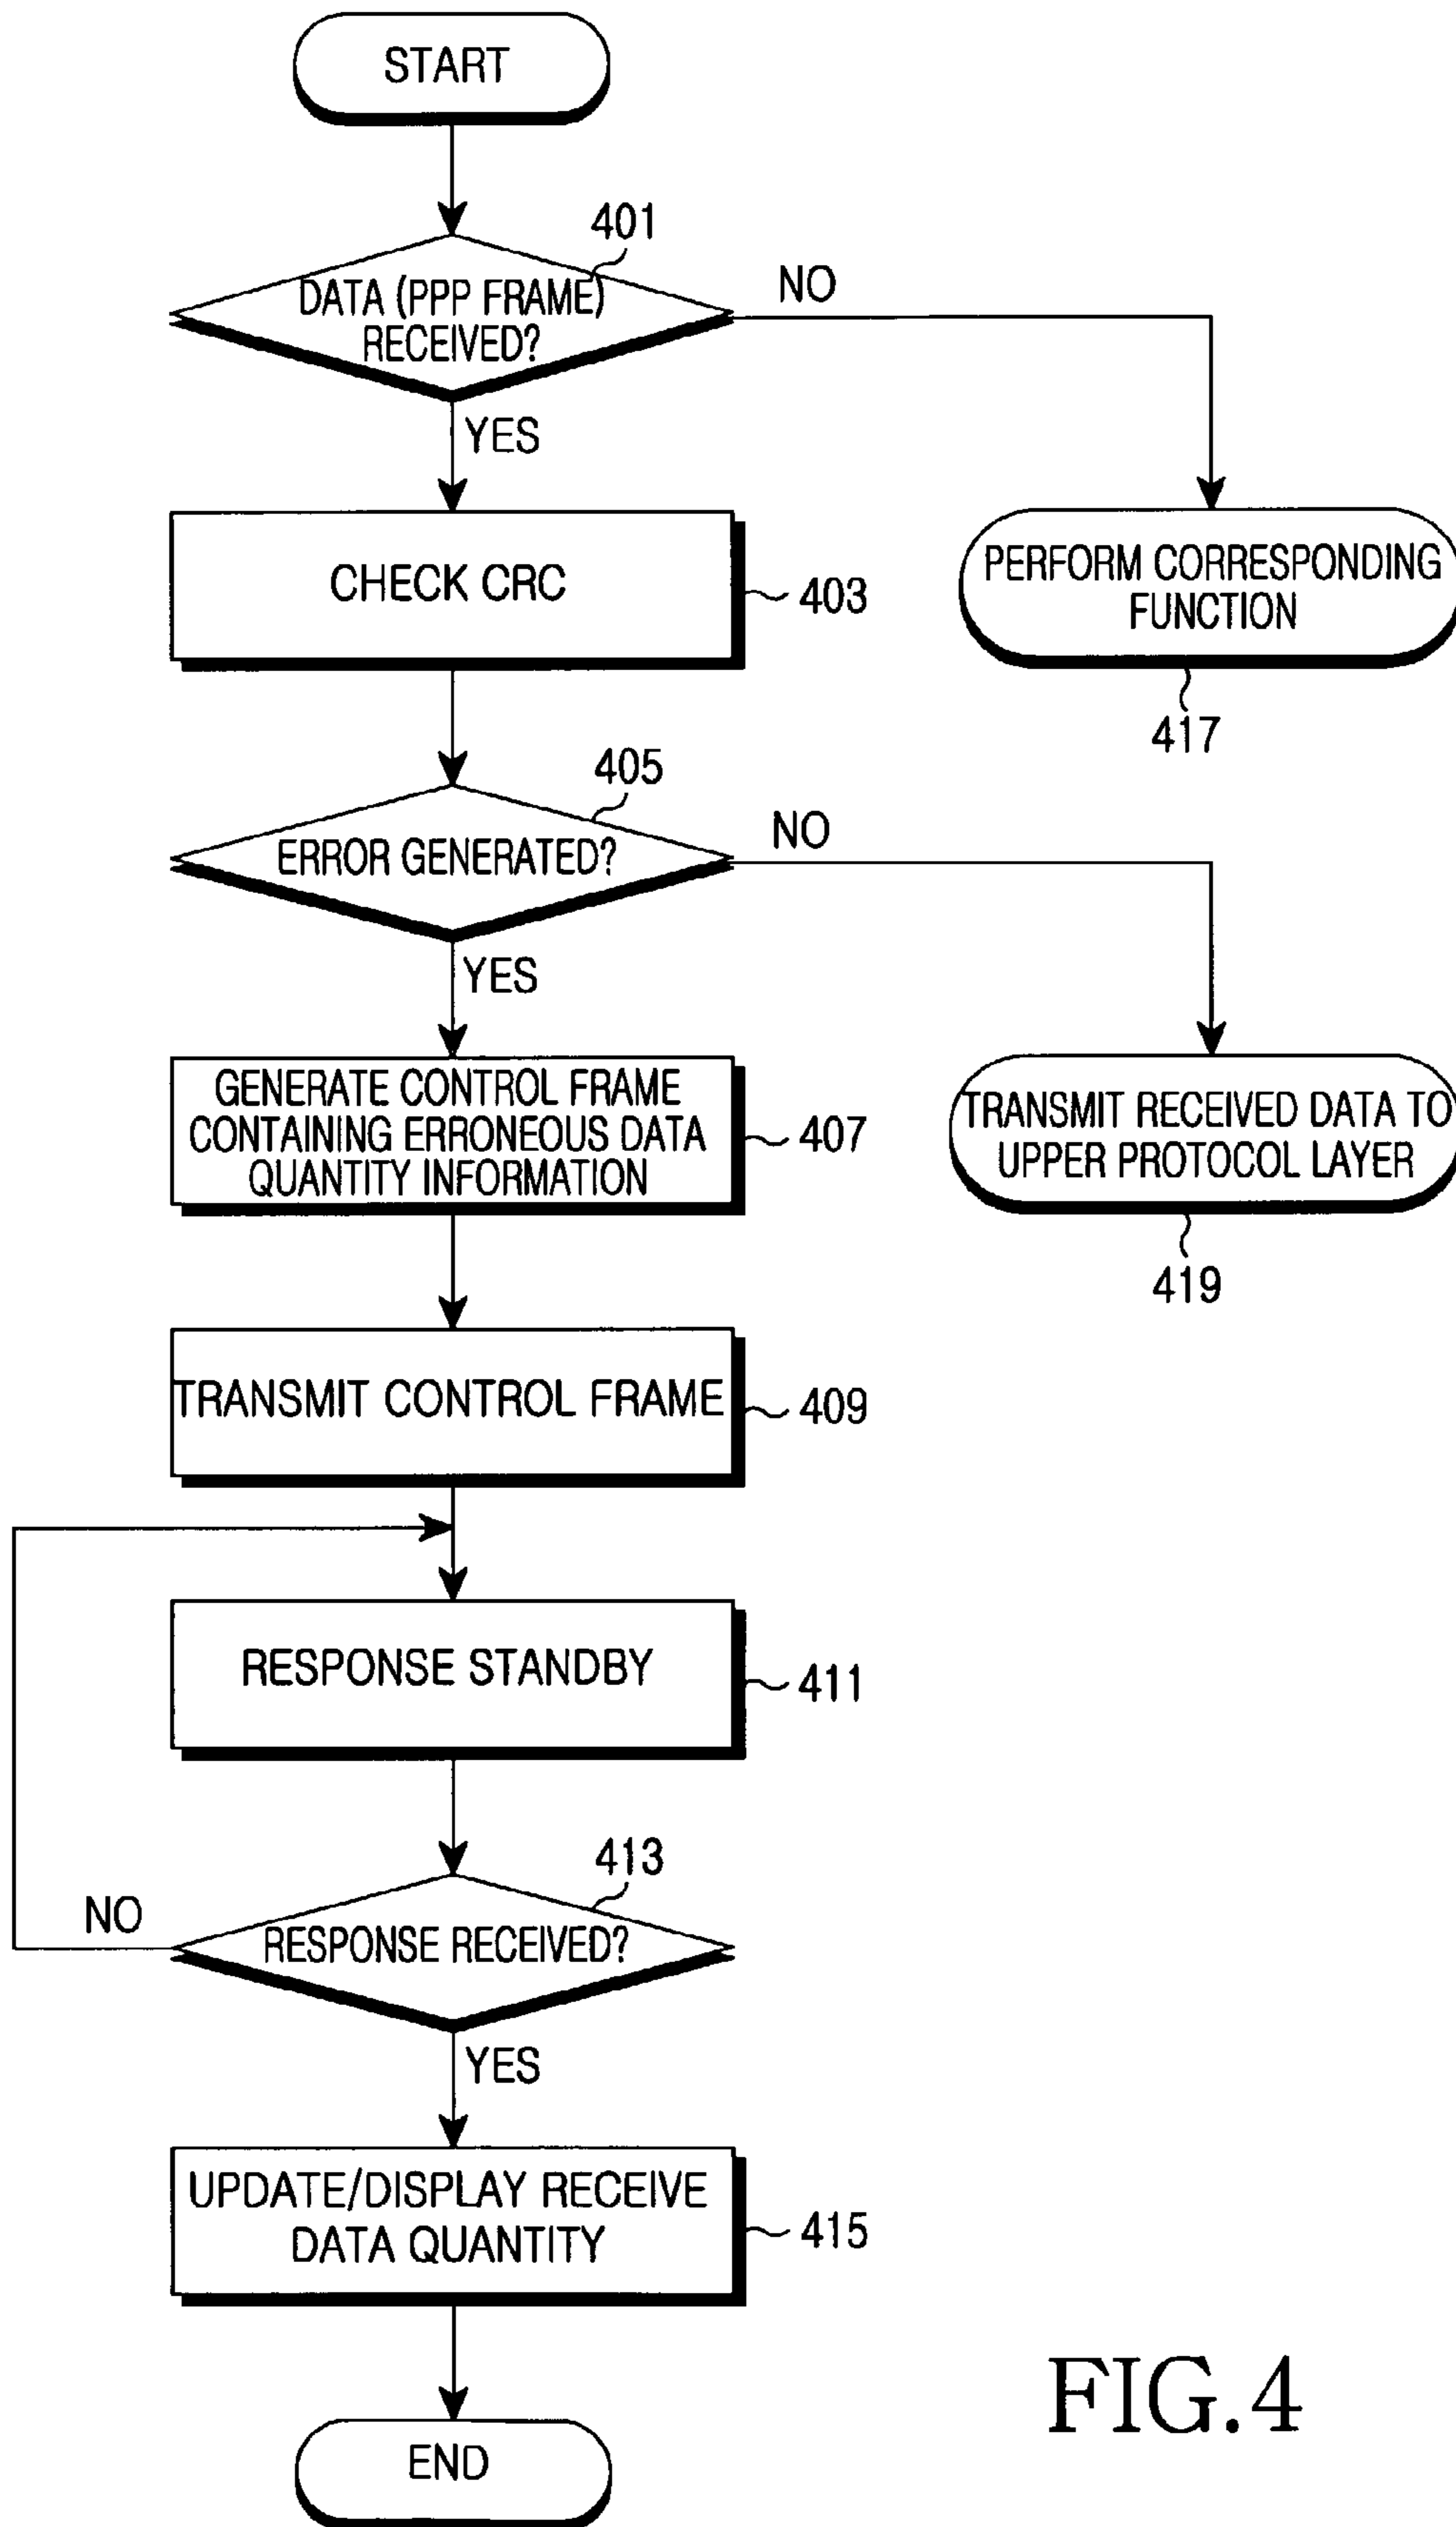 START
401
DATA (PPP FRAME)
RECEIVED?
NO
YES
CHECK CRC
403
PERFORM CORRESPONDING
FUNCTION
417
405
ERROR GENERATED?
NO
YES
GENERATE CONTROL FRAME
CONTAINING ERRONEOUS DATA
QUANTITY INFORMATION
407
TRANSMIT RECEIVED DATA TO
UPPER PROTOCOL LAYER
419
TRANSMIT CONTROL FRAME
409
RESPONSE STANDBY
411
413
RESPONSE RECEIVED?
NO
YES
UPDATE/DISPLAY RECEIVE
DATA QUANTITY
415
END
FIG.4